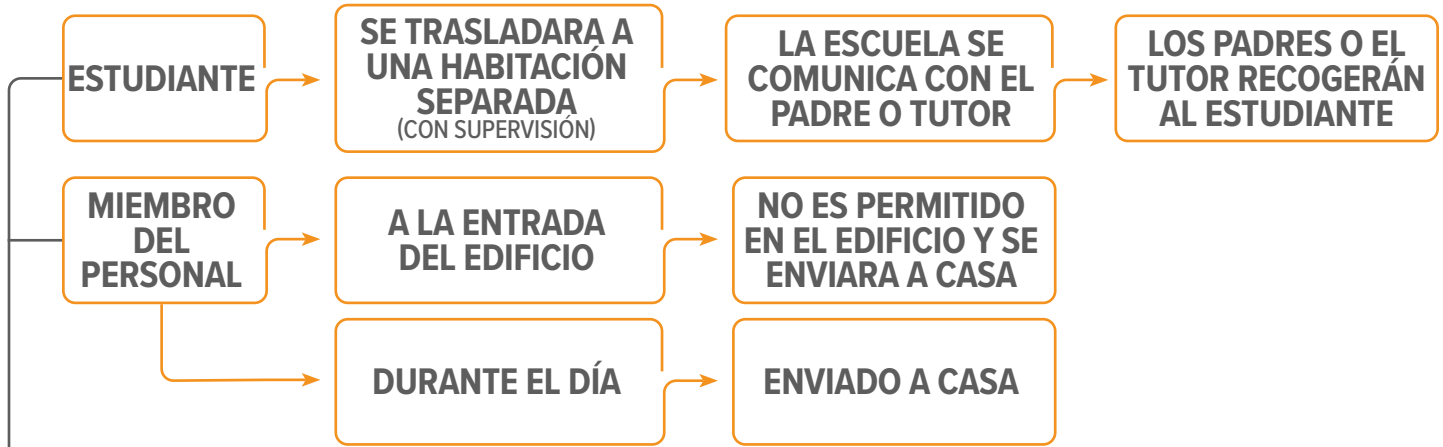 ESTUDIANTE
SE TRASLADARA A
UNA HABITACIÓN
SEPARADA
(CON SUPERVISIÓN)
LA ESCUELA SE
COMUNICA CON EL
PADRE O TUTOR
LOS PADRES O EL
TUTOR RECOGERÁN
AL ESTUDIANTE
MIEMBRO
DEL
PERSONAL
A LA ENTRADA
DEL EDIFICIO
NO ES PERMITIDO
EN EL EDIFICIO Y SE
ENVIARA A CASA
DURANTE EL DÍA
ENVIADO A CASA